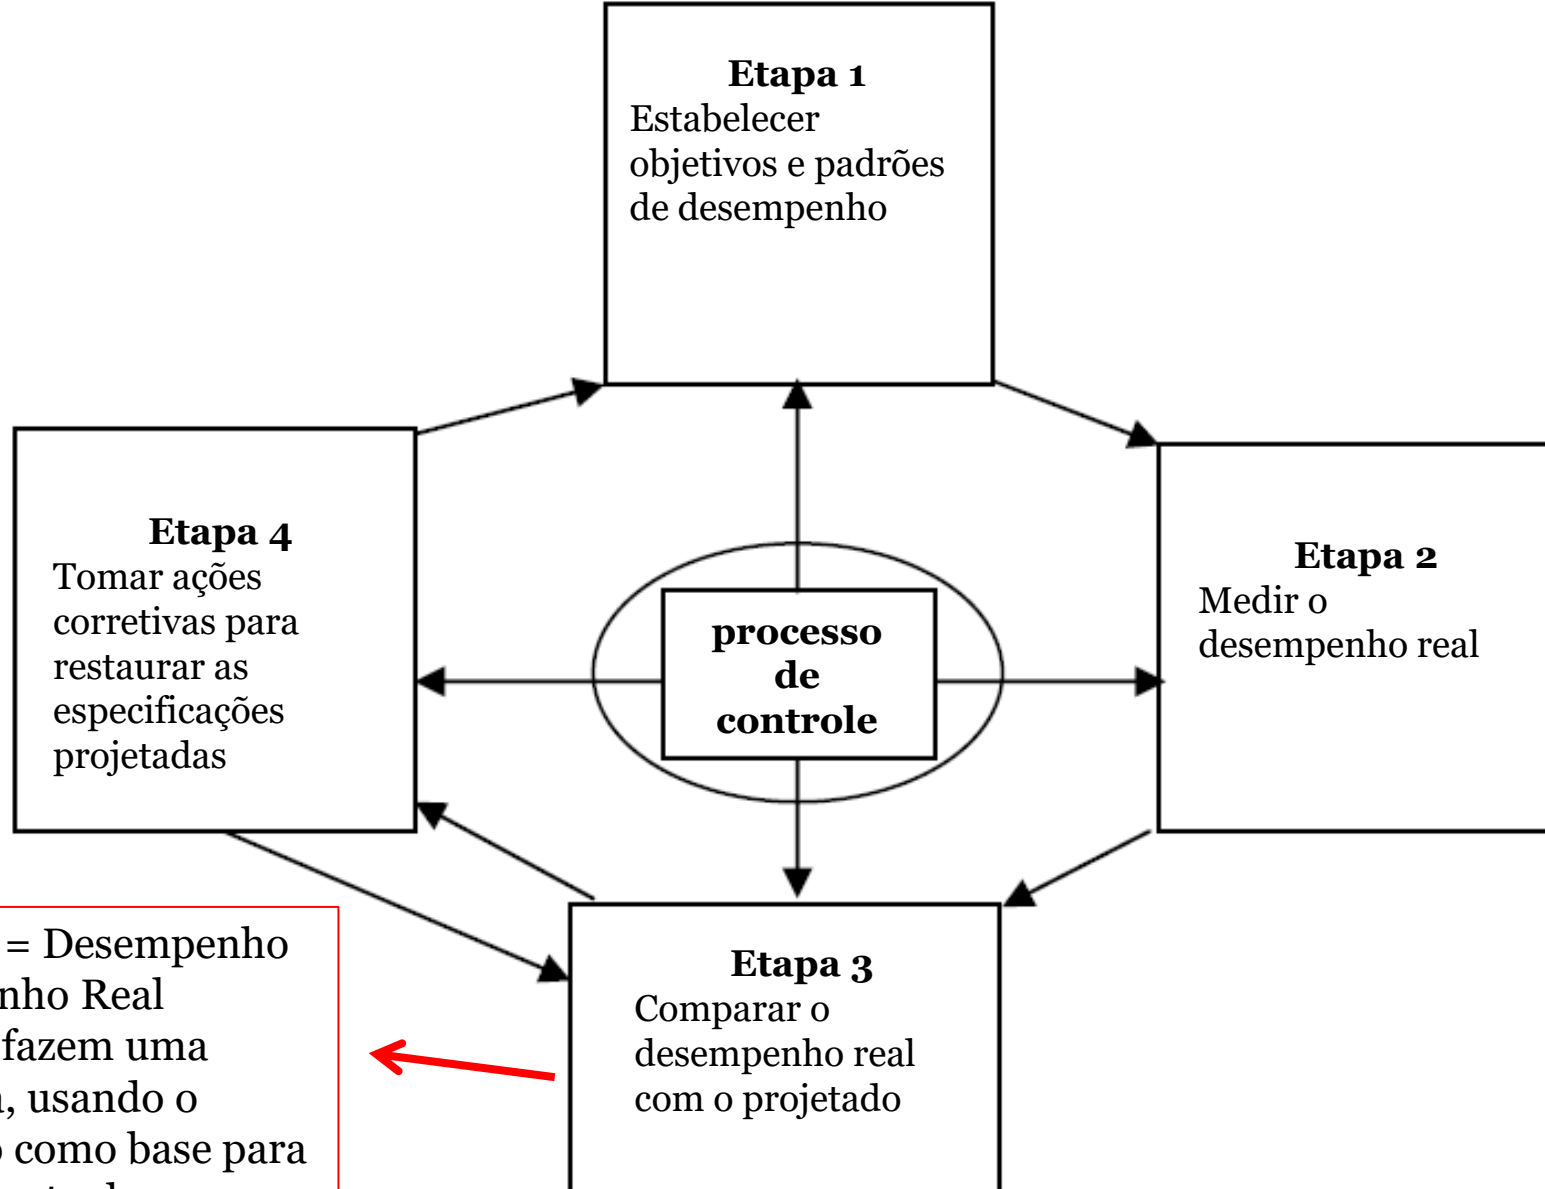 Etapa 1
Estabelecer
objetivos e padrões
de desempenho
Etapa 4
Tomar ações
corretivas para
restaurar as
especificações
projetadas
processo
de
controle
Etapa 2
Medir o
desempenho real
= Desempenho
nho Real
fazem uma
, usando o
como base para
Etapa 3
Comparar o
desempenho real
com o projetado